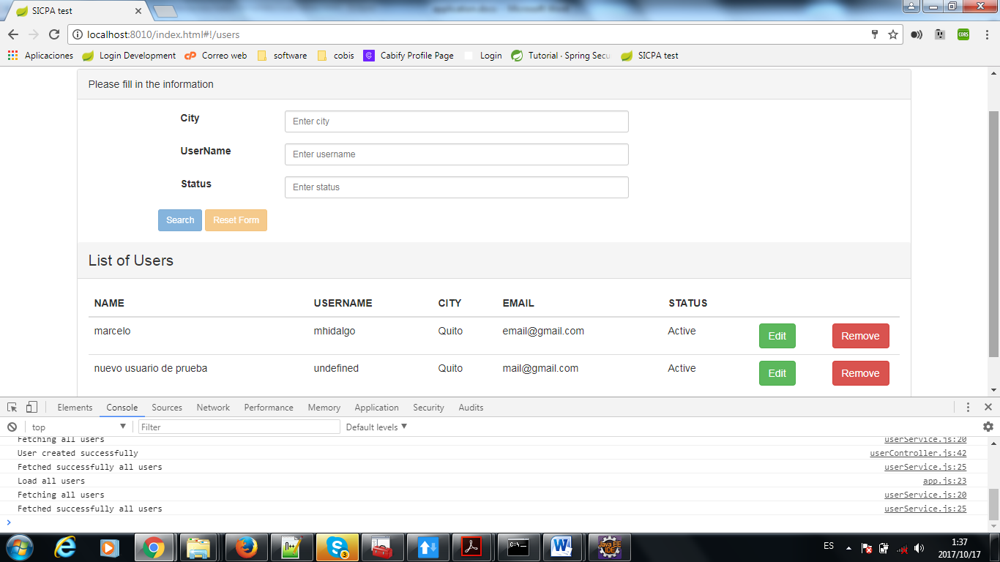 SICPA test
localhost:8010/index.html#!/users
Aplicaciones Login Development Correo web software cobis Cabify Profile Page Login Tutorial · Spring Secu SICPA test
Please fill in the information
City Enter city
UserName Enter username
Status Enter status
Search Reset Form
List of Users
NAME USERNAME CITY EMAIL STATUS
marcelo mhidalgo Quito email@gmail.com Active Edit Remove
nuevo usuario de prueba undefined Quito mail@gmail.com Active Edit Remove
Elements Console Sources Network Performance Memory Application Security Audits
top Filter Default levels
Fetching all users userService.js:20
User created successfully userController.js:42
Fetched successfully all users userService.js:25
Load all users app.js:23
Fetching all users userService.js:20
Fetched successfully all users userService.js:25
ES 1:37
2017/10/17